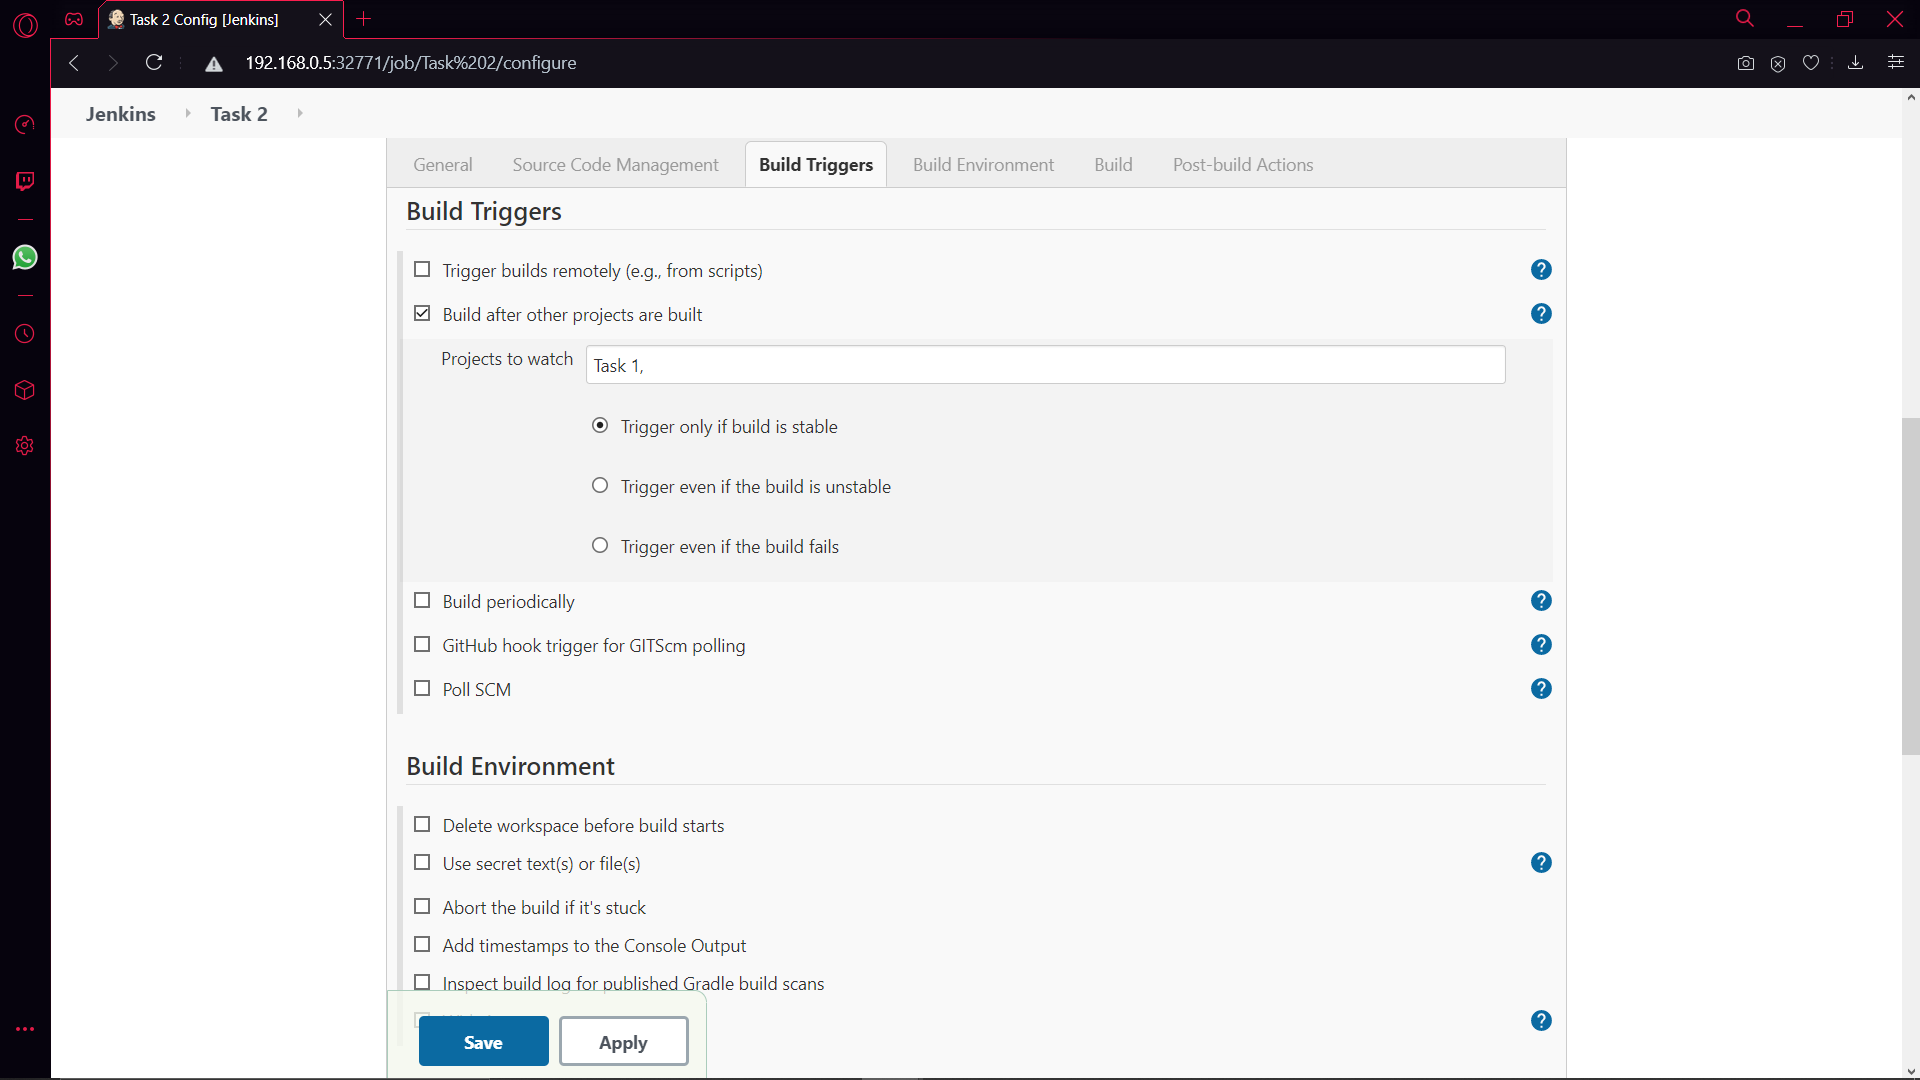 Task 2 Config [Jenkins]
192.168.0.5:32771/job/Task%202/configure
Jenkins
Task 2
General
Source Code Management
Build Triggers
Build Environment
Build
Post-build Actions
Build Triggers
Trigger builds remotely (e.g., from scripts)
Build after other projects are built
Projects to watch
Task 1,
Trigger only if build is stable
Trigger even if the build is unstable
Trigger even if the build fails
Build periodically
GitHub hook trigger for GITScm polling
Poll SCM
Build Environment
Delete workspace before build starts
Use secret text(s) or file(s)
Abort the build if it's stuck
Add timestamps to the Console Output
Inspect build log for published Gradle build scans
Save
Apply